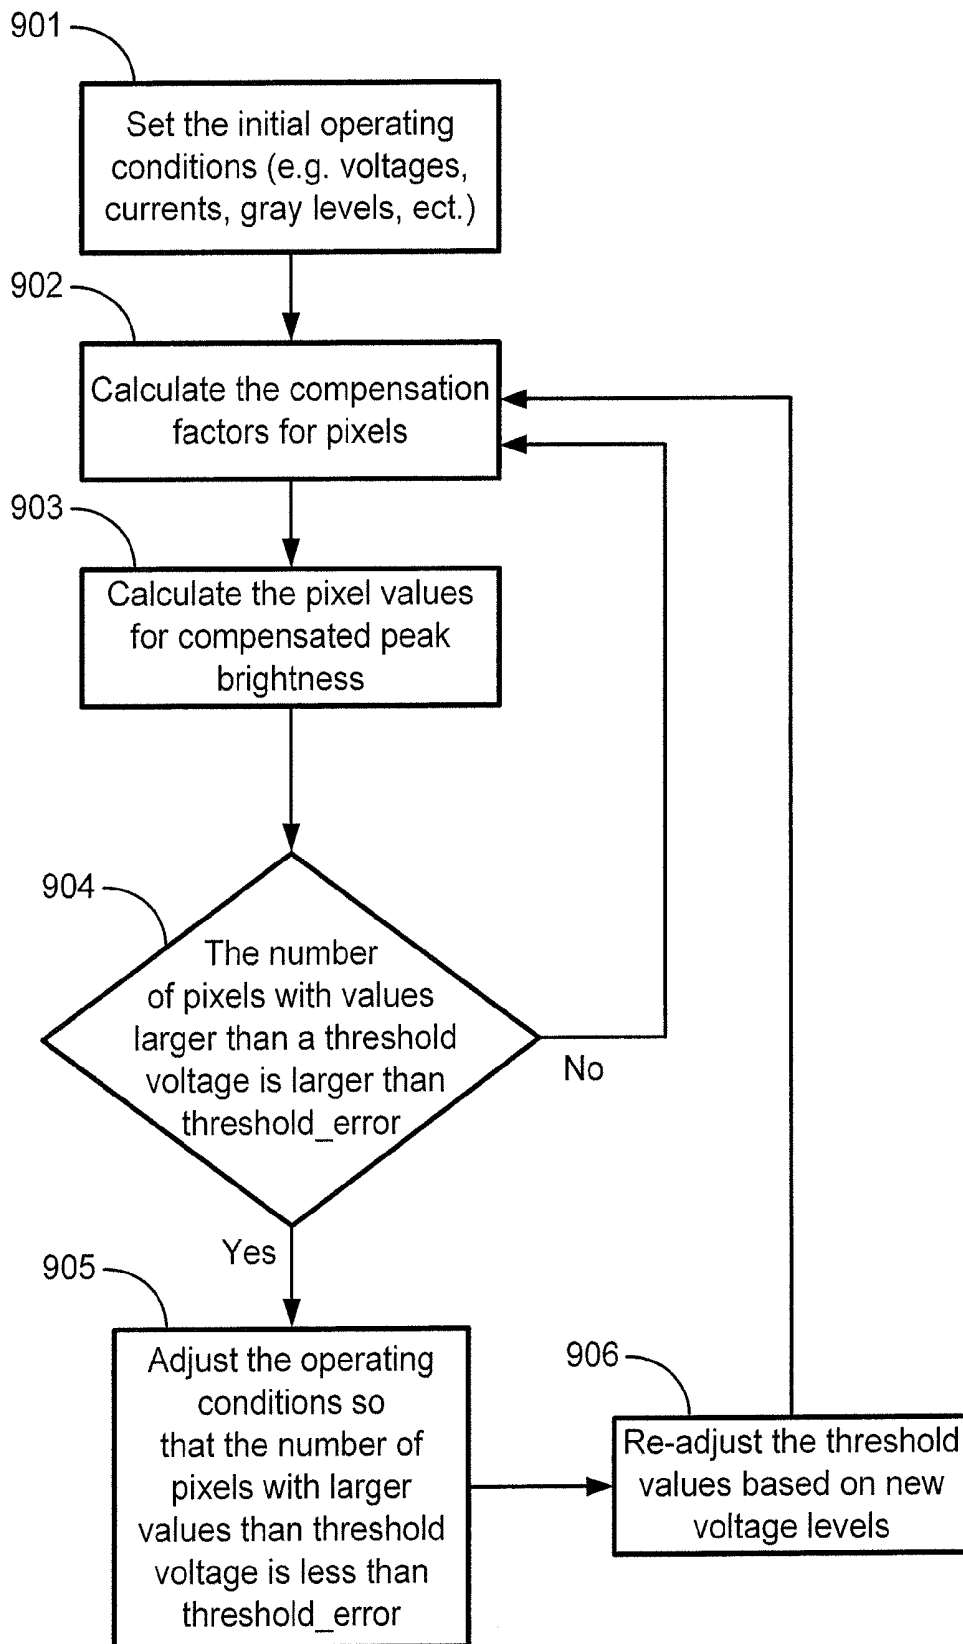 901
Set the initial operating
conditions (e.g. voltages,
currents, gray levels, ect.)
902
Calculate the compensation
factors for pixels
903
Calculate the pixel values
for compensated peak
brightness
904
The number
of pixels with values
larger than a threshold
voltage is larger than
threshold_error
No
Yes
905
Adjust the operating
conditions so
that the number of
pixels with larger
values than threshold
voltage is less than
threshold_error
906
Re-adjust the threshold
values based on new
voltage levels